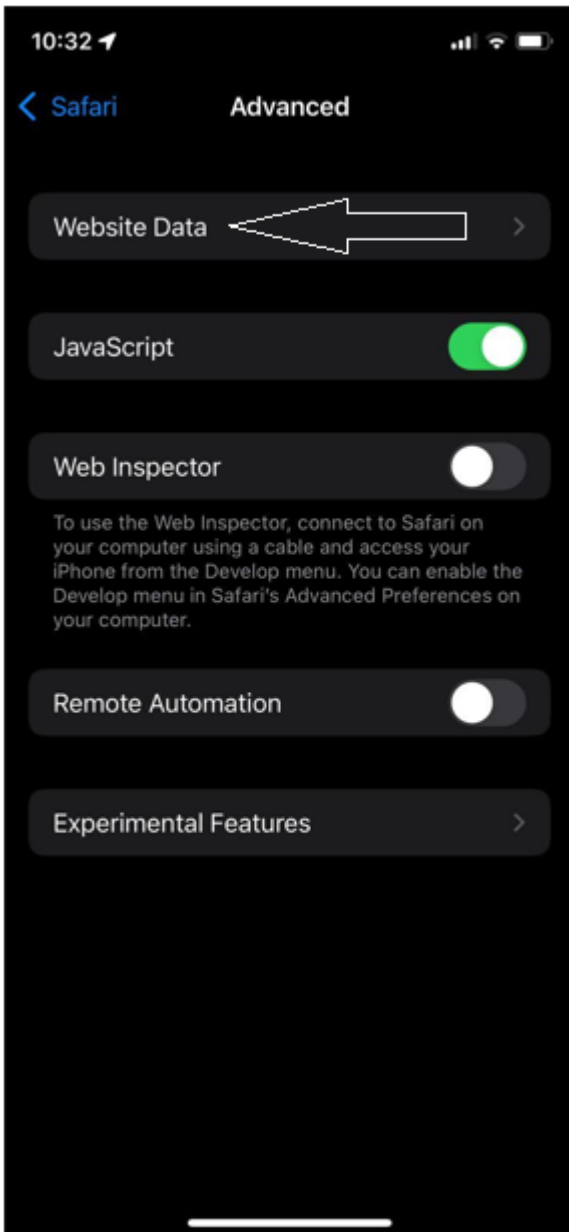 10:32
Safari
Advanced
Website Data
JavaScript
Web Inspector
To use the Web Inspector, connect to Safari on
your computer using a cable and access your
iPhone from the Develop menu. You can enable the
Develop menu in Safari's Advanced Preferences on
your computer.
Remote Automation
Experimental Features